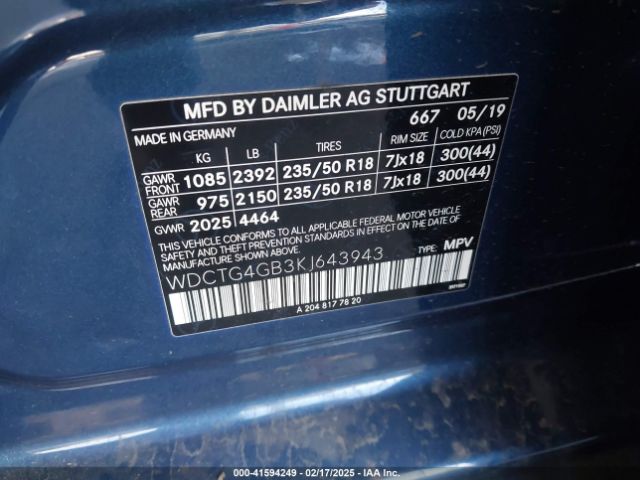 MFD BY DAIMLER AG STUTTGART
667 05/19
MADE IN GERMANY
KG LB TIRES RIM SIZE COLD KPA(PSI)
GAWR FRONT 1085 2392 235/50 R18 7Jx18 300(44)
GAWR REAR 975 2150 235/50 R18 7Jx18 300(44)
GVWR 2025 4464
THIS VEHICLE CONFORMS TO ALL APPLICABLE FEDERAL MOTOR VEHICLE
SAFETY AND THEFT PREVENTION STANDARDS IN EFFECT ON THE DATE
OF MANUFACTURE SHOWN ABOVE.
WDCTG4GB3KJ643943 TYPE: MPV
A 204 817 78 20
00-41594249 - 02/17/2025 - IAA Inc.